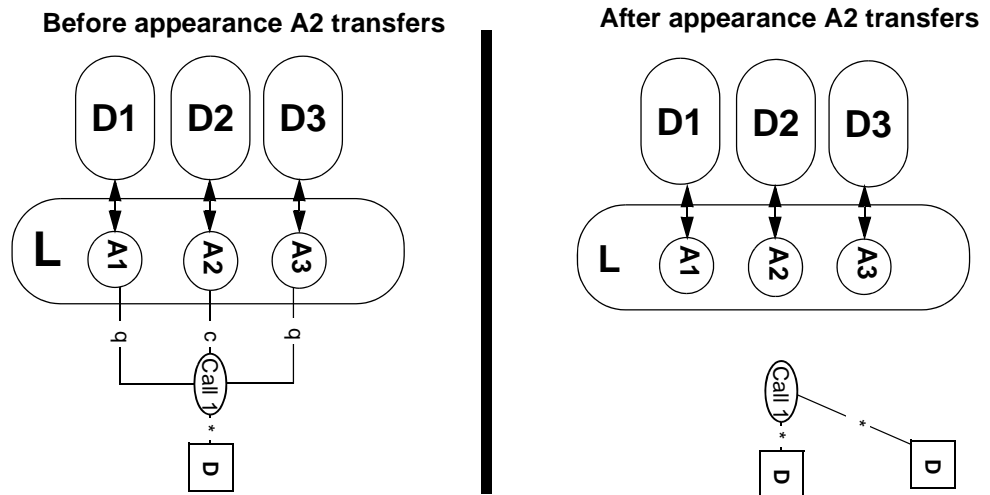 Before appearance A2 transfers
D1 D2 D3
L A1 A2 A3
q c q
Call 1
*
D
After appearance A2 transfers
D1 D2 D3
L A1 A2 A3
Call 1
* *
D D